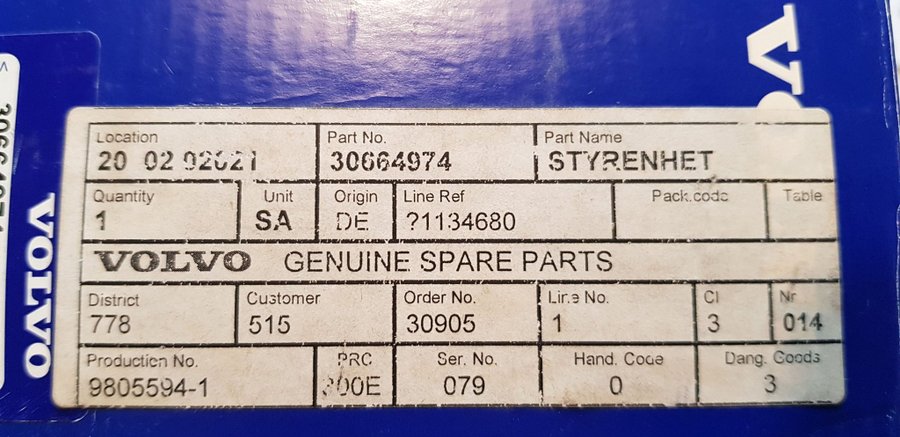 VOLVO
Location Part No. Part Name
20 02 30664974 STYRENHET
Quantity Unit Origin Line Ref Pack.code Table
1 SA DE ?1134680
VOLVO GENUINE SPARE PARTS
District Customer Order No. Line No. Cl Nr
778 515 30905 1 3 014
Production No. PRC Ser. No. Hand. Code Dang. Goods
9805594-1 079 0 3